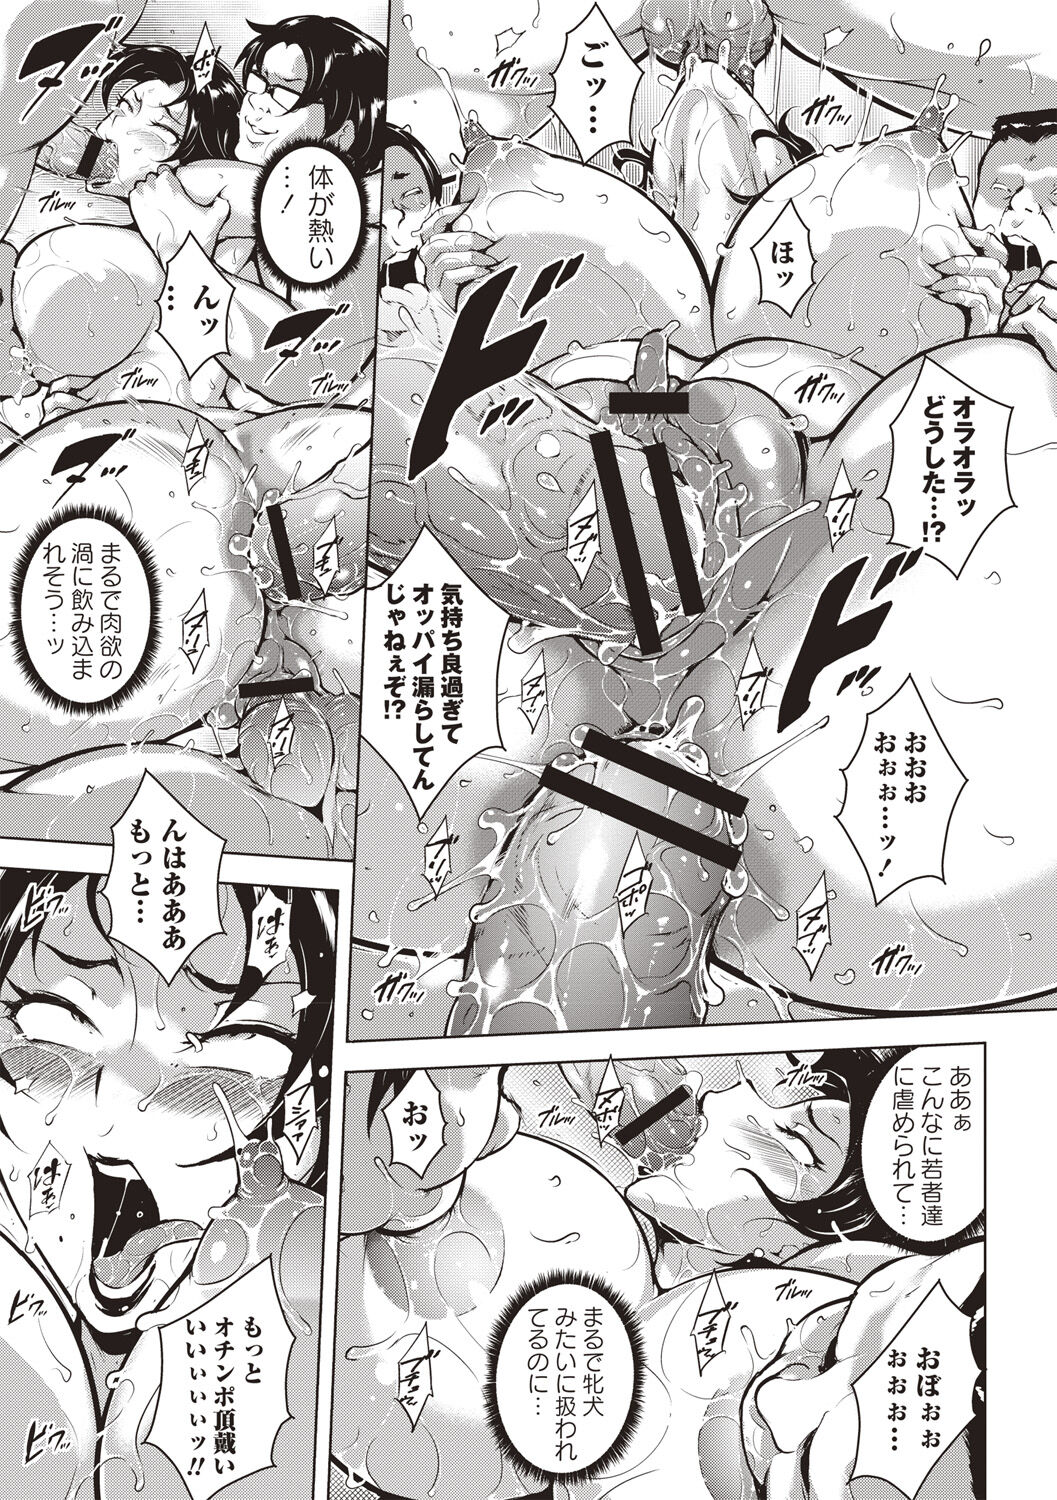 ごッ…
ほッ
オラオラッ
どうした…!?
気持ち良過ぎて
オッパイ漏らしてん
じゃねぇぞ!?
おおお
おぉぉ…ッ!
体が熱い
…!
んッ
…
まるで肉欲の
渦に飲み込ま
れそう…ッ
ああぁ
こんなに若者達
に虐められて…
おッ
おぼぉぉ
ぉぉぉ…
まるで牝犬
みたいに扱われ
てるのに…
んはあああ
もっと…
もっと
オチンポ頂戴い
いいぃぃぃッ!!